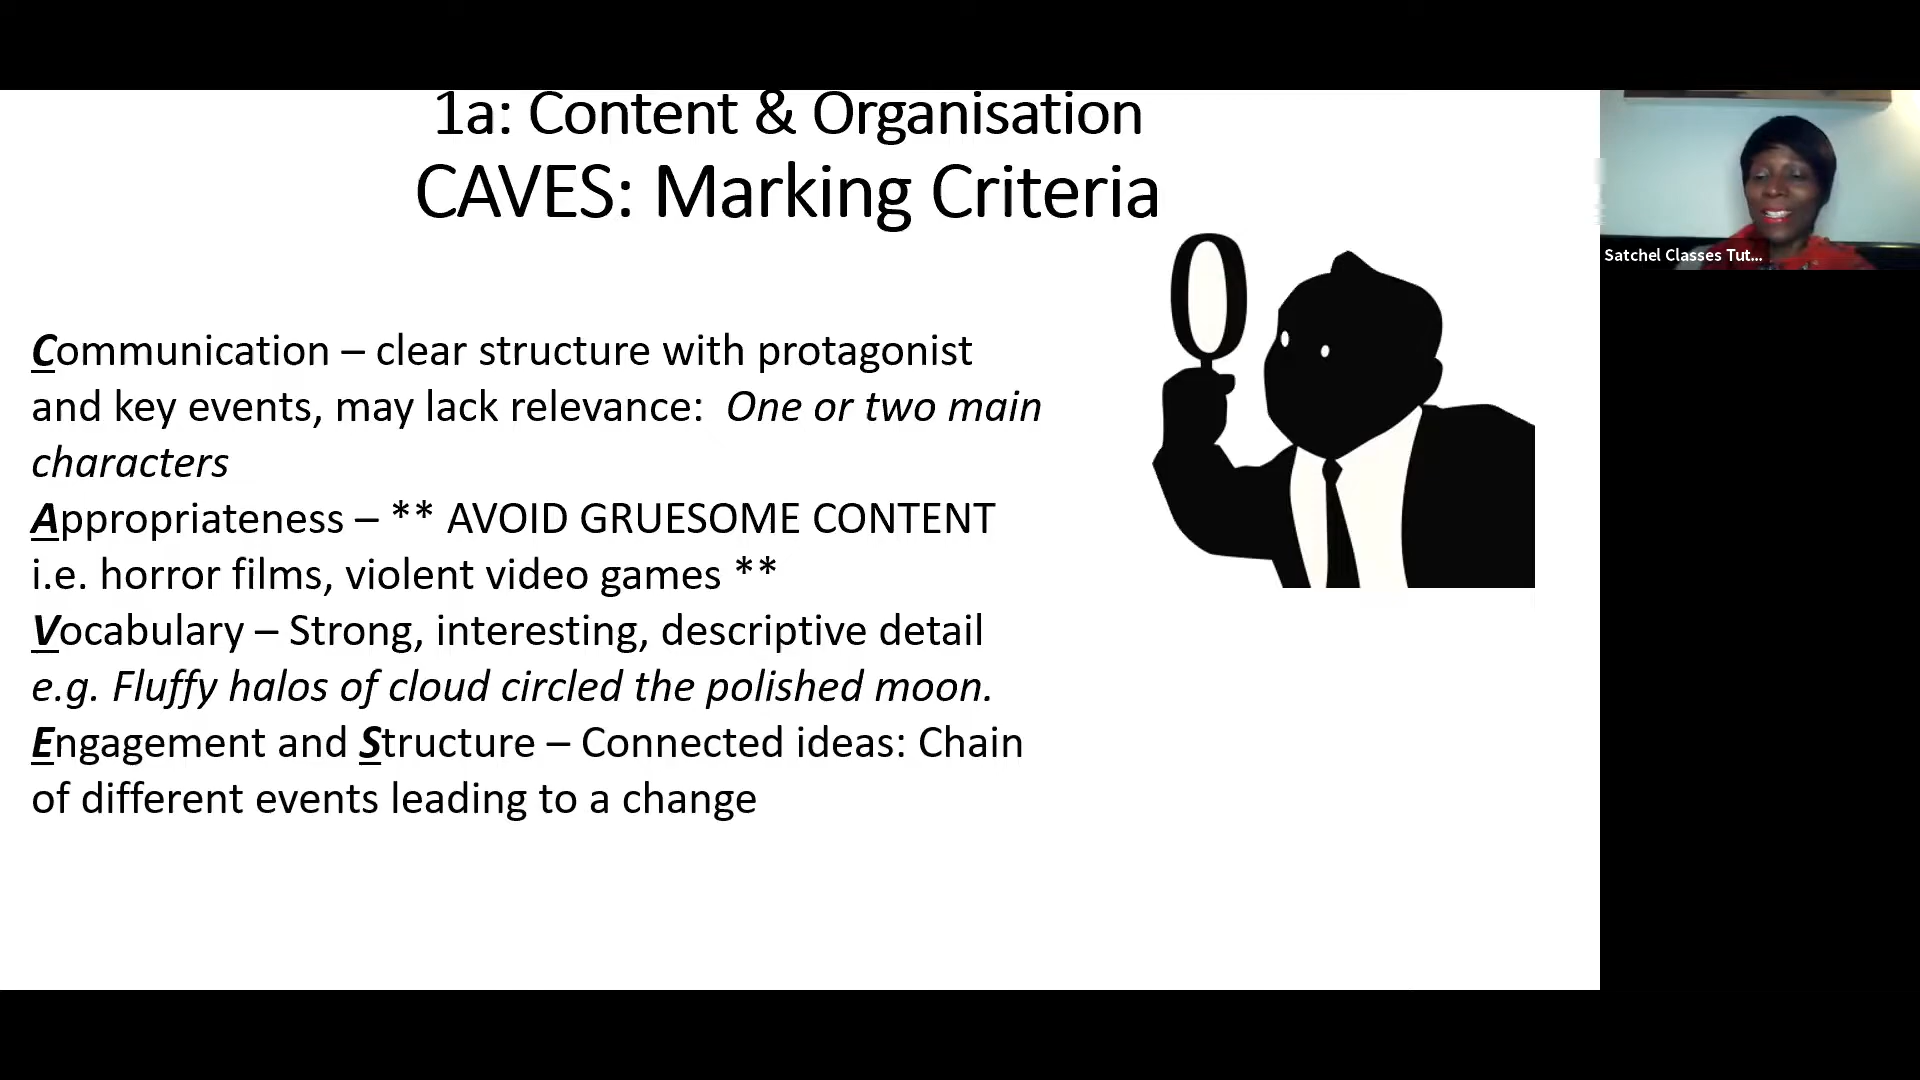 1a: Content & Organisation
CAVES: Marking Criteria
Communication – clear structure with protagonist
and key events, may lack relevance: One or two main
characters
Appropriateness – ** AVOID GRUESOME CONTENT
i.e. horror films, violent video games **
Vocabulary – Strong, interesting, descriptive detail
e.g. Fluffy halos of cloud circled the polished moon.
Engagement and Structure – Connected ideas: Chain
of different events leading to a change
Satchel Classes Tut...